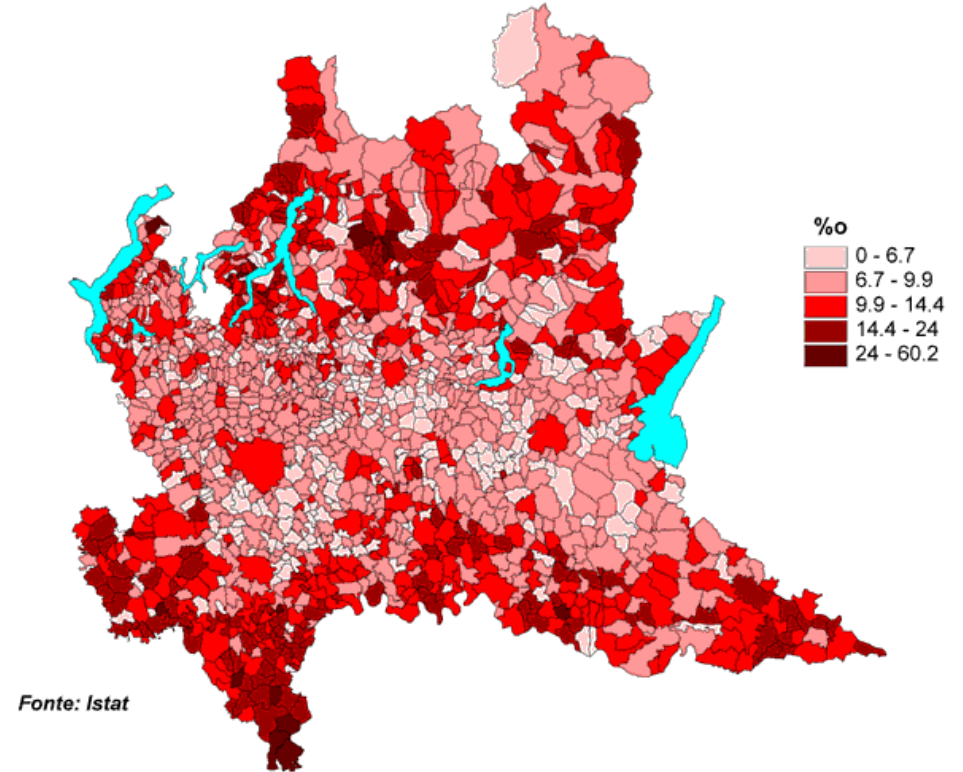 %o
0 - 6.7
6.7 - 9.9
9.9 - 14.4
14.4 - 24
24 - 60.2
Fonte: Istat